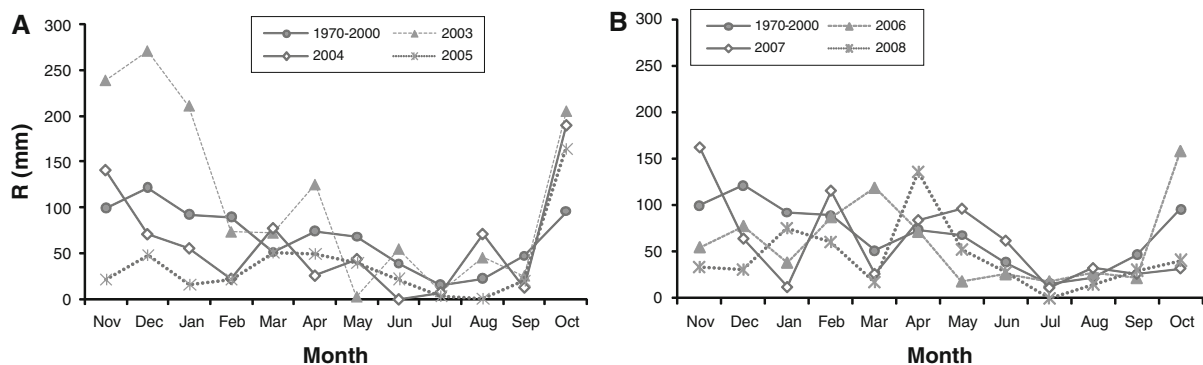 A
300
250
200
150
100
50
0
R (mm)
1970-2000 2003
2004 2005
Nov Dec Jan Feb Mar Apr May Jun Jul Aug Sep Oct
Month
B
300
250
200
150
100
50
0
1970-2000 2006
2007 2008
Nov Dec Jan Feb Mar Apr May Jun Jul Aug Sep Oct
Month